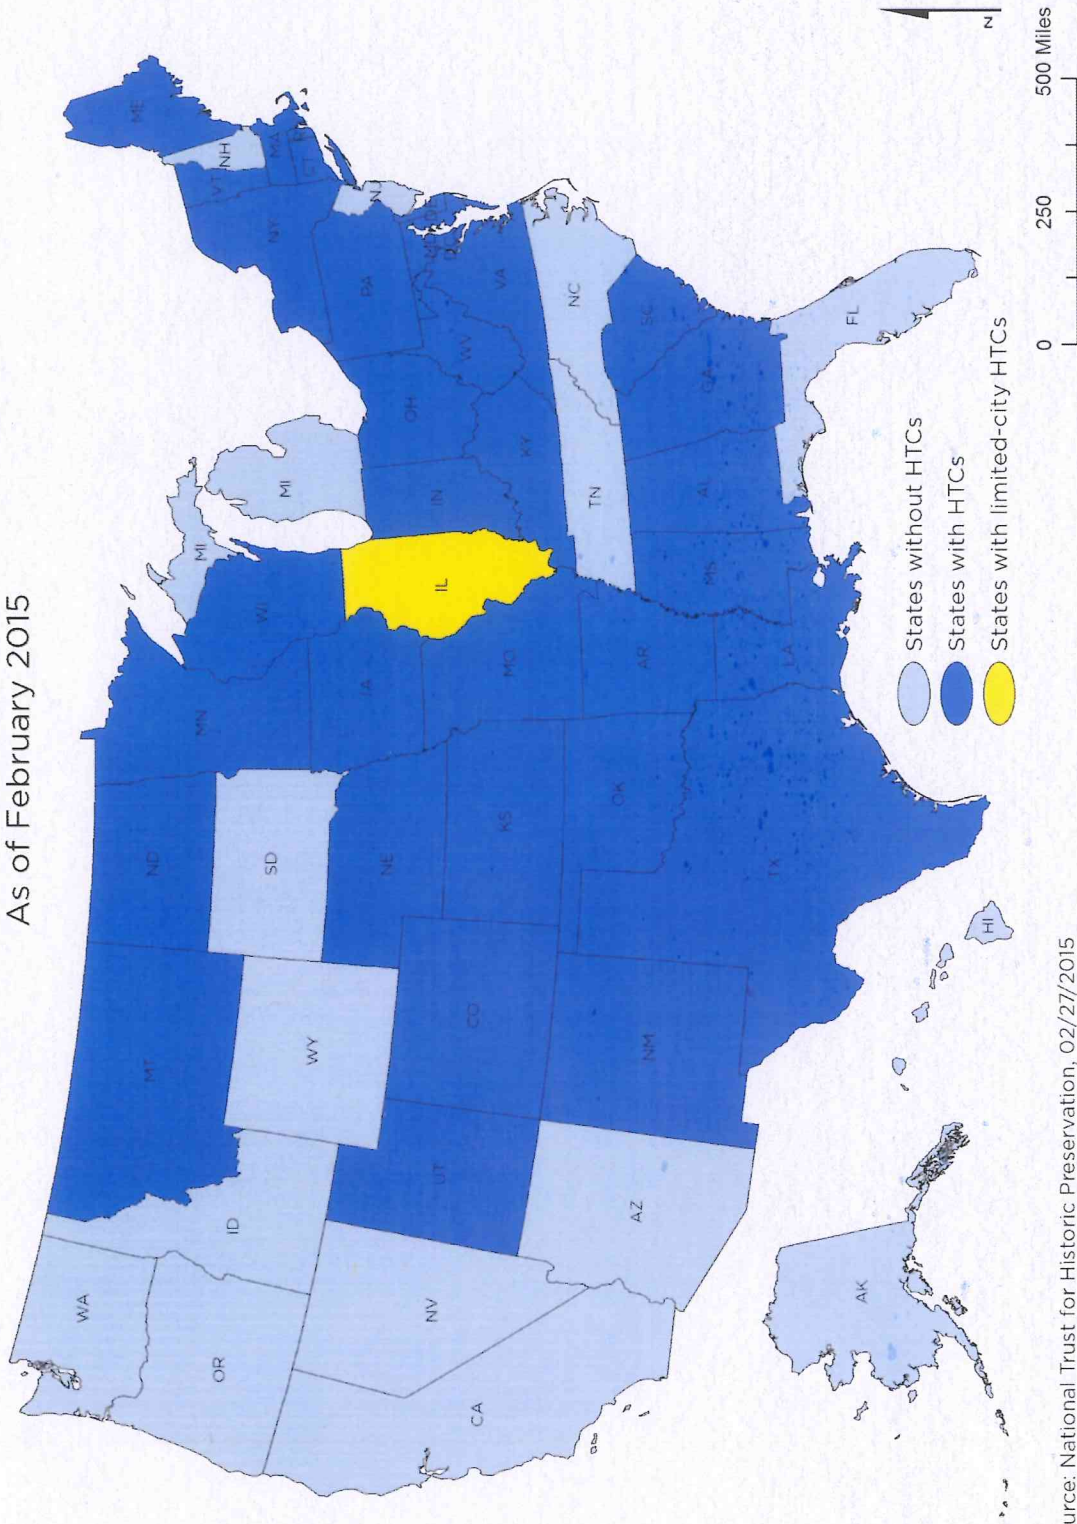 As of February 2015
WA
OR
CA
NV
ID
MT
WY
UT
AZ
CO
NM
ND
SD
NE
KS
OK
TX
MN
IA
MO
AR
LA
WI
IL
MI
MI
IN
OH
KY
TN
MS
AL
GA
FL
SC
NC
VA
WV
PA
NY
VT
NH
ME
MA
CT
NJ
AK
HI
States without HTCs
States with HTCs
States with limited-city HTCs
N
0 250 500 Miles
urce: National Trust for Historic Preservation, 02/27/2015